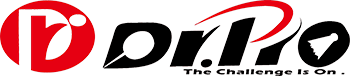 Dr.Pro
The Challenge Is On .